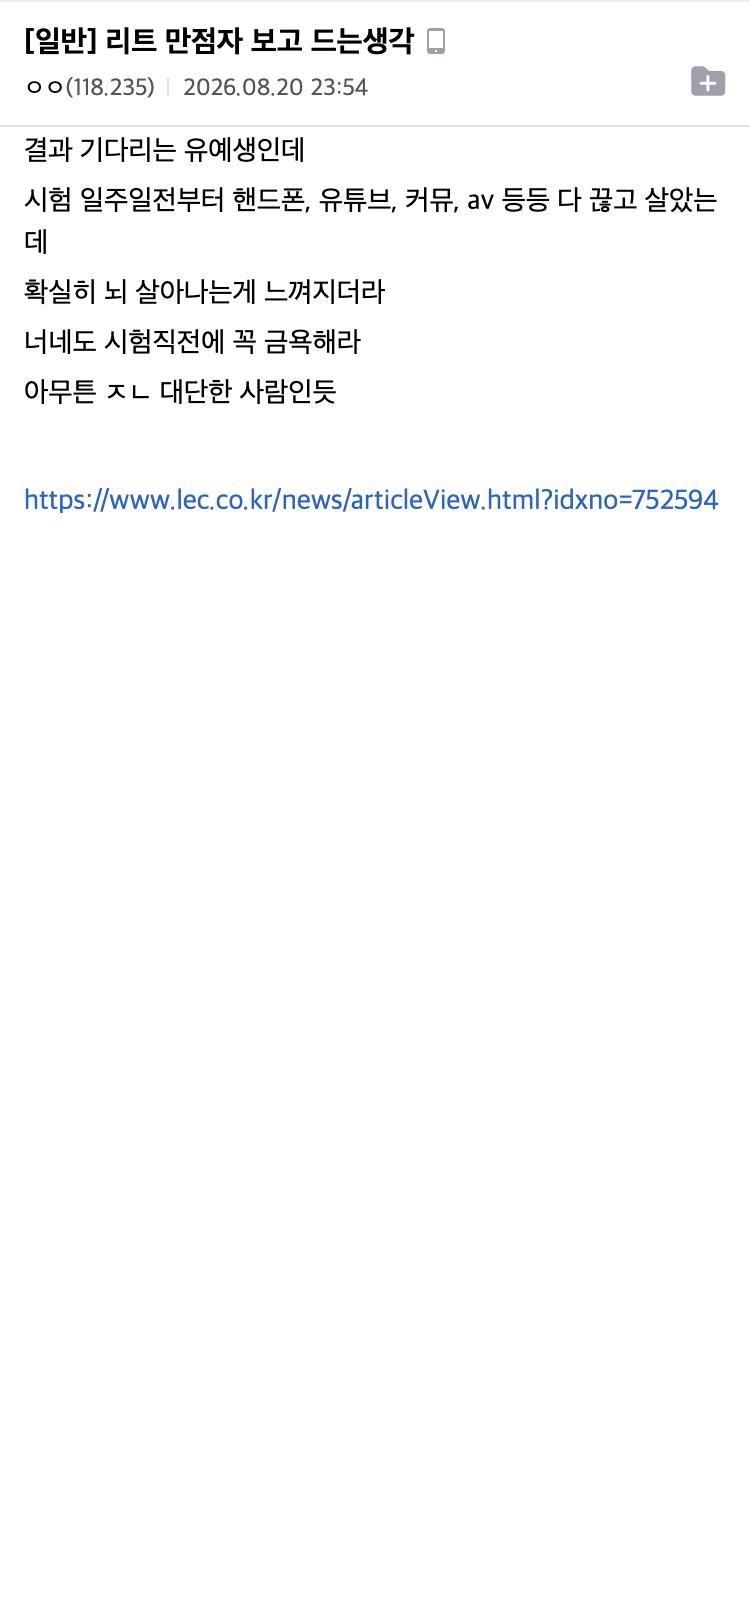 [일반] 리트 만점자 보고 드는생각
ㅇㅇ(118.235) 2026.08.20 23:54
결과 기다리는 유예생인데
시험 일주일전부터 핸드폰, 유튜브, 커뮤, av 등등 다 끊고 살았는
데
확실히 뇌 살아나는게 느껴지더라
너네도 시험직전에 꼭 금욕해라
아무튼 ㅈㄴ 대단한 사람인듯
https://www.lec.co.kr/news/articleView.html?idxno=752594